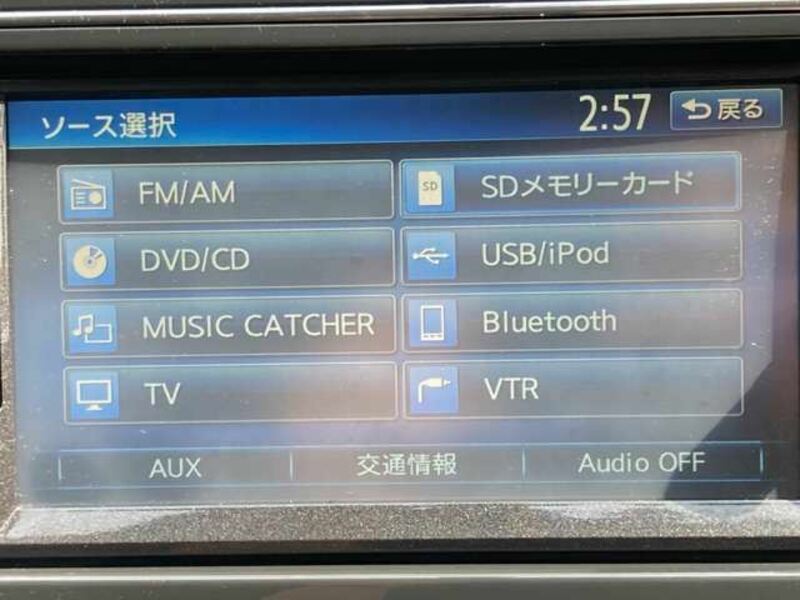 ソース選択
2:57
戻る
FM/AM
SD
SDメモリーカード
DVD/CD
USB/iPod
MUSIC CATCHER
Bluetooth
TV
VTR
AUX
交通情報
Audio OFF